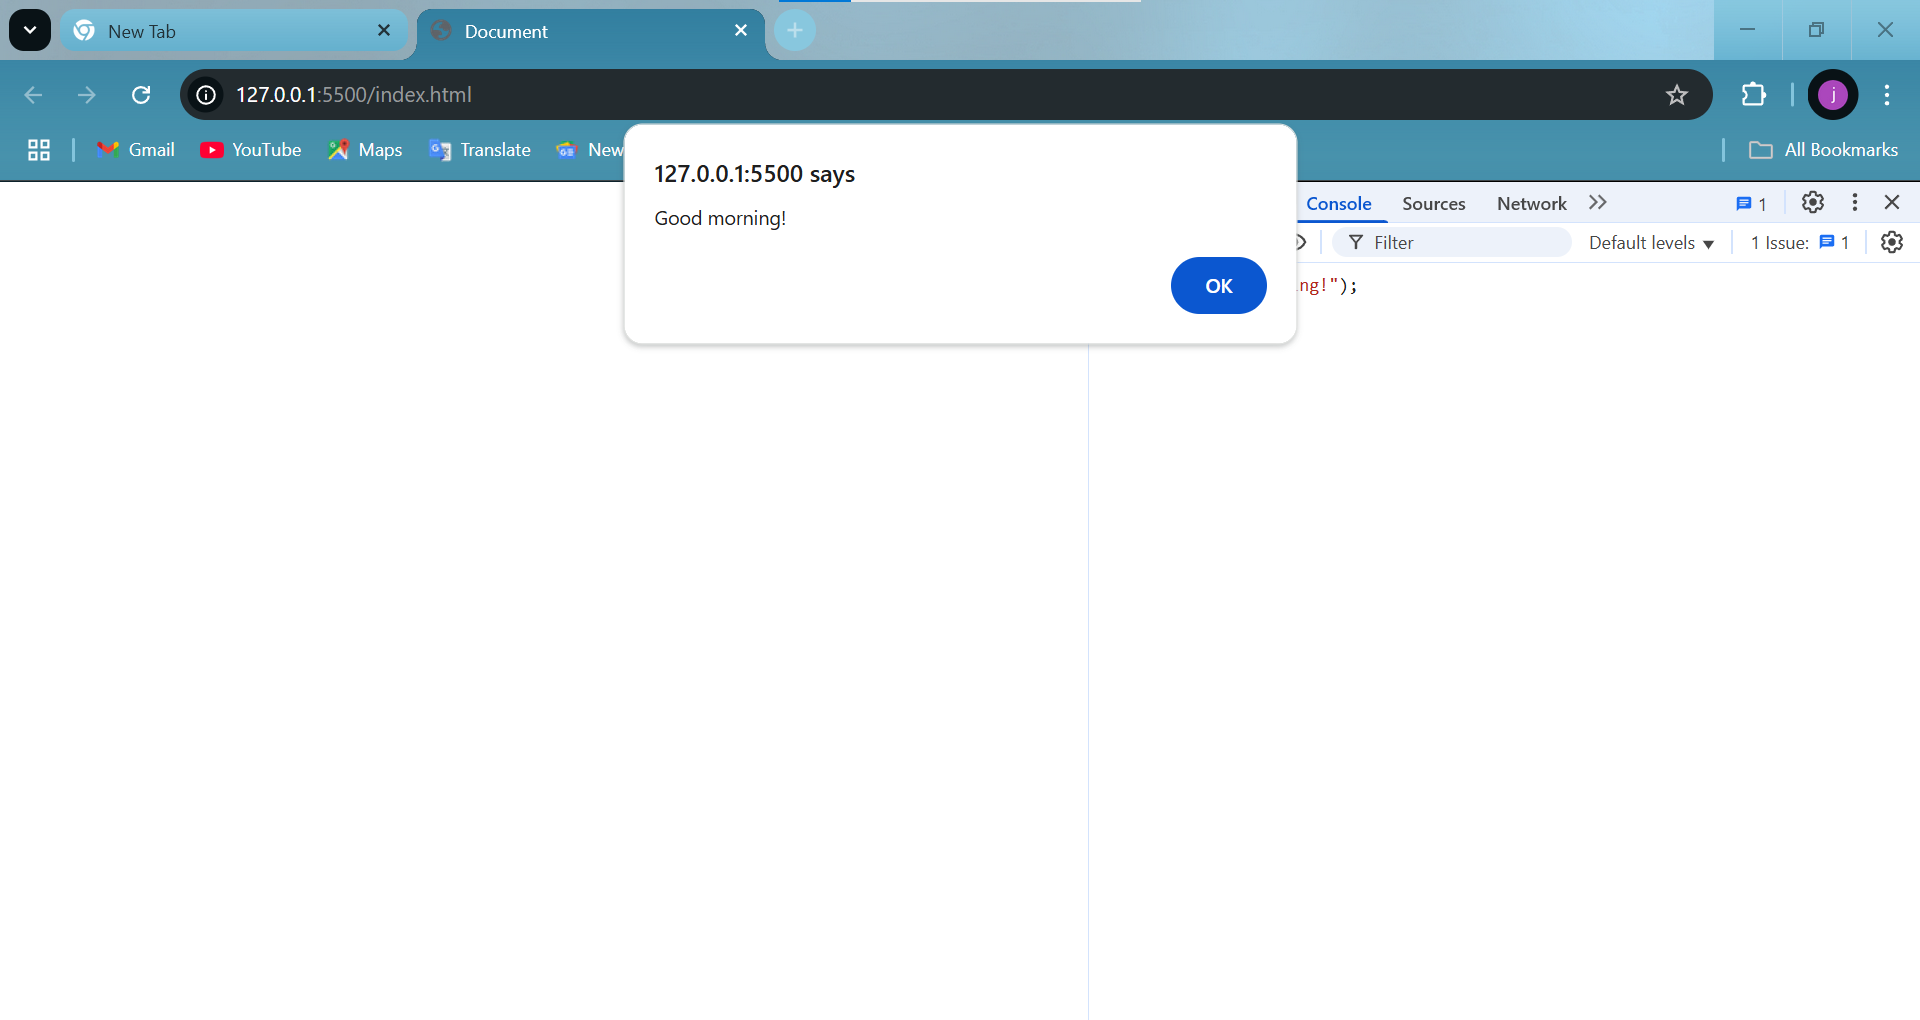 New Tab
Document
127.0.0.1:5500/index.html
j
Gmail
YouTube
Maps
Translate
New
All Bookmarks
127.0.0.1:5500 says
Good morning!
OK
Console
Sources
Network
1
Filter
Default levels
1 Issue: 1
ng!");